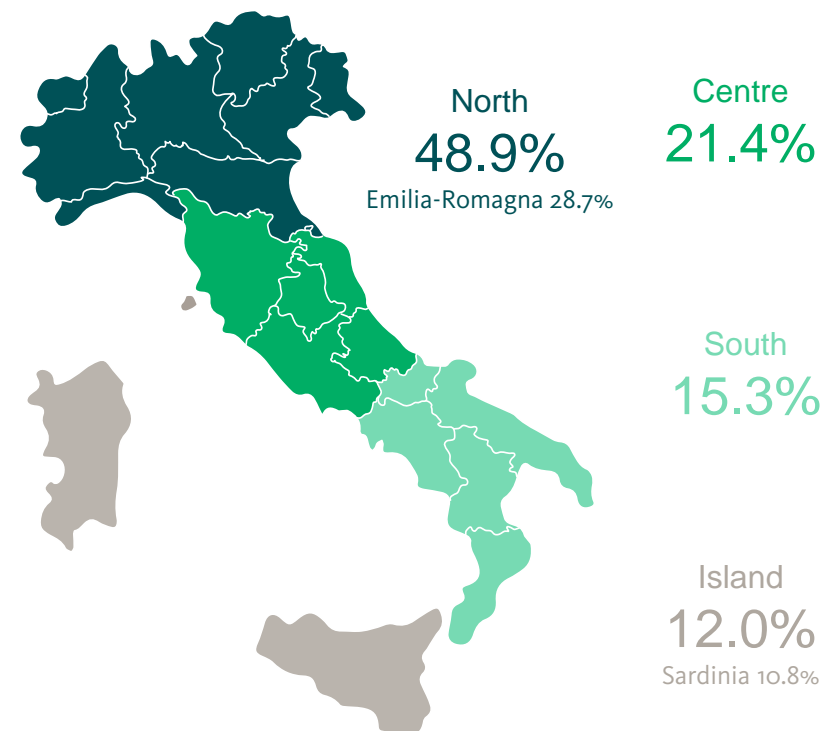 North
48.9%
Emilia-Romagna 28.7%
Centre
21.4%
South
15.3%
Island
12.0%
Sardinia 10.8%